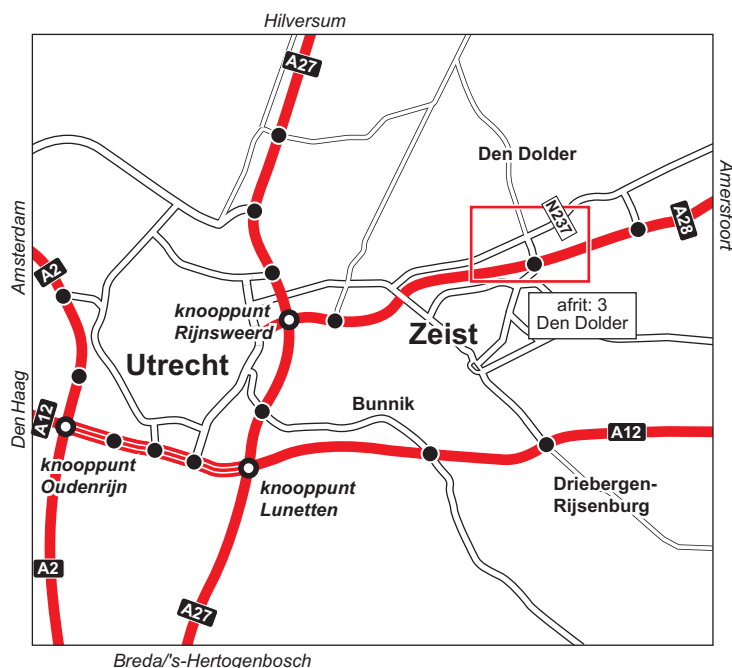 Hilversum
A27
Den Dolder
Amersfoort
N237
A28
Amsterdam
A2
knooppunt
Rijnsweerd
afrit: 3
Den Dolder
Zeist
Utrecht
Den Haag
A12
Bunnik
A12
knooppunt
Oudenrijn
knooppunt
Lunetten
Driebergen-
Rijsenburg
A2
A27
Breda/'s-Hertogenbosch